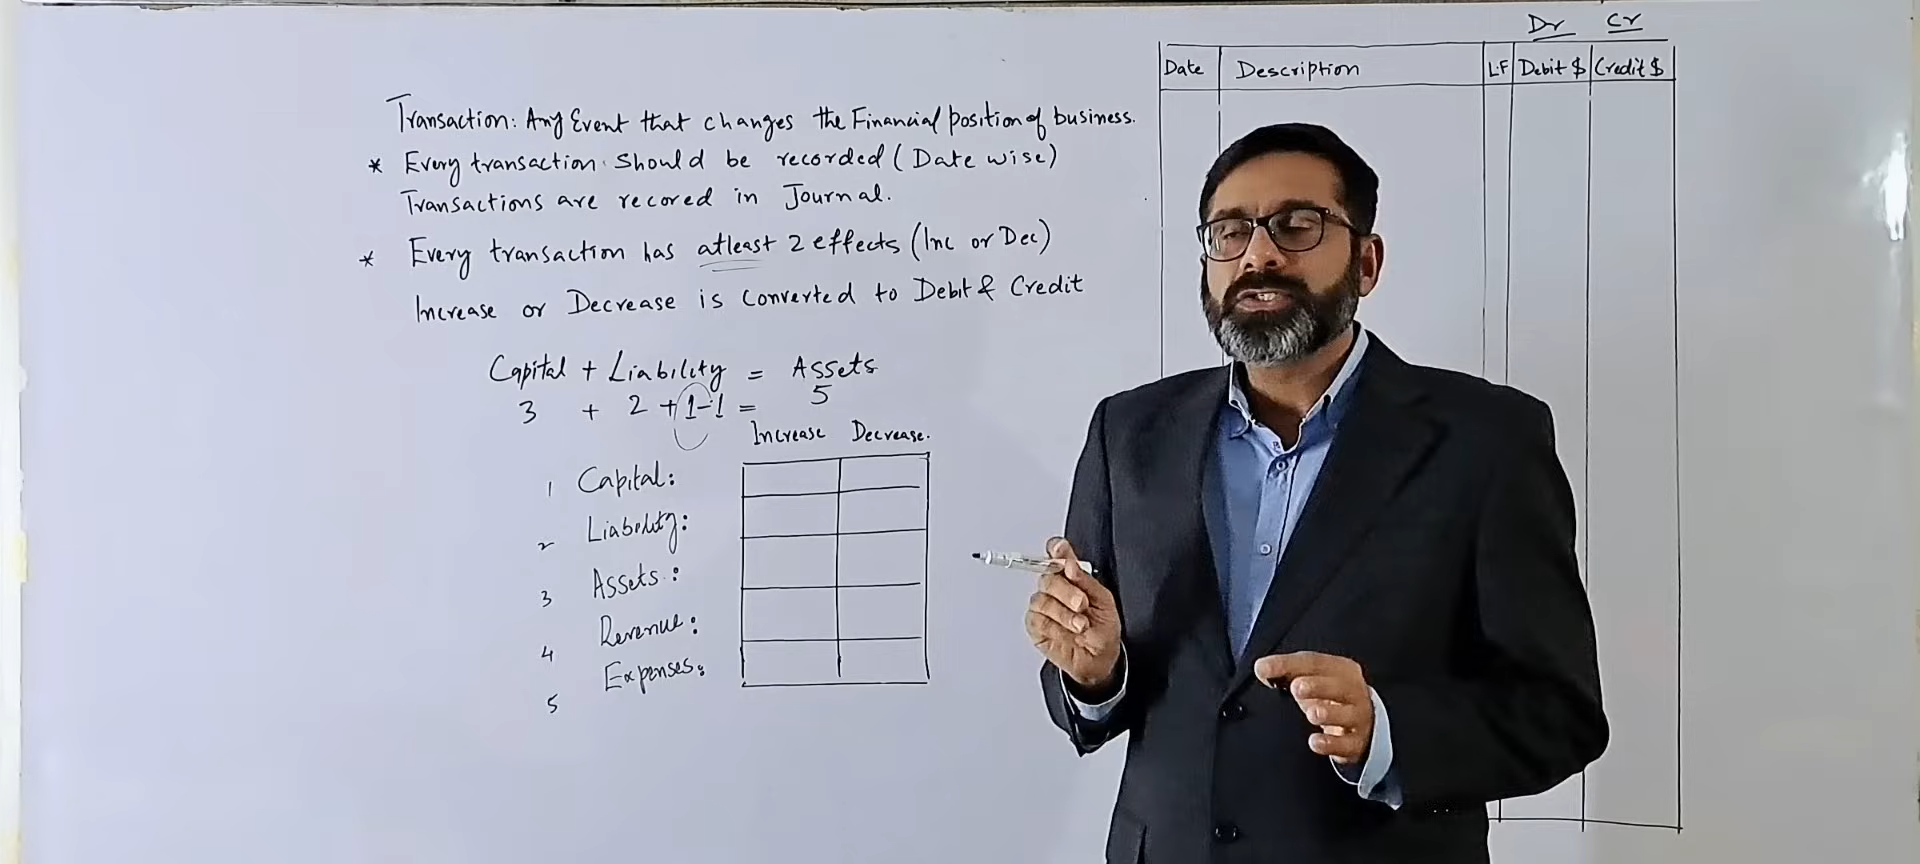 Transaction: Any Event that changes the Financial position of business.
* Every transaction should be recorded (Date wise)
Transactions are recored in Journal.
* Every transaction has atleast 2 effects (Inc or Dec)
Increase or Decrease is converted to Debit & Credit
Capital + Liability = Assets
3 + 2 + 1-1 = 5
Increase Decrease.
1 Capital:
2 Liability:
3 Assets:
4 Revenue:
5 Expenses:
Dr Cr
Date Description L.F Debit $ Credit $